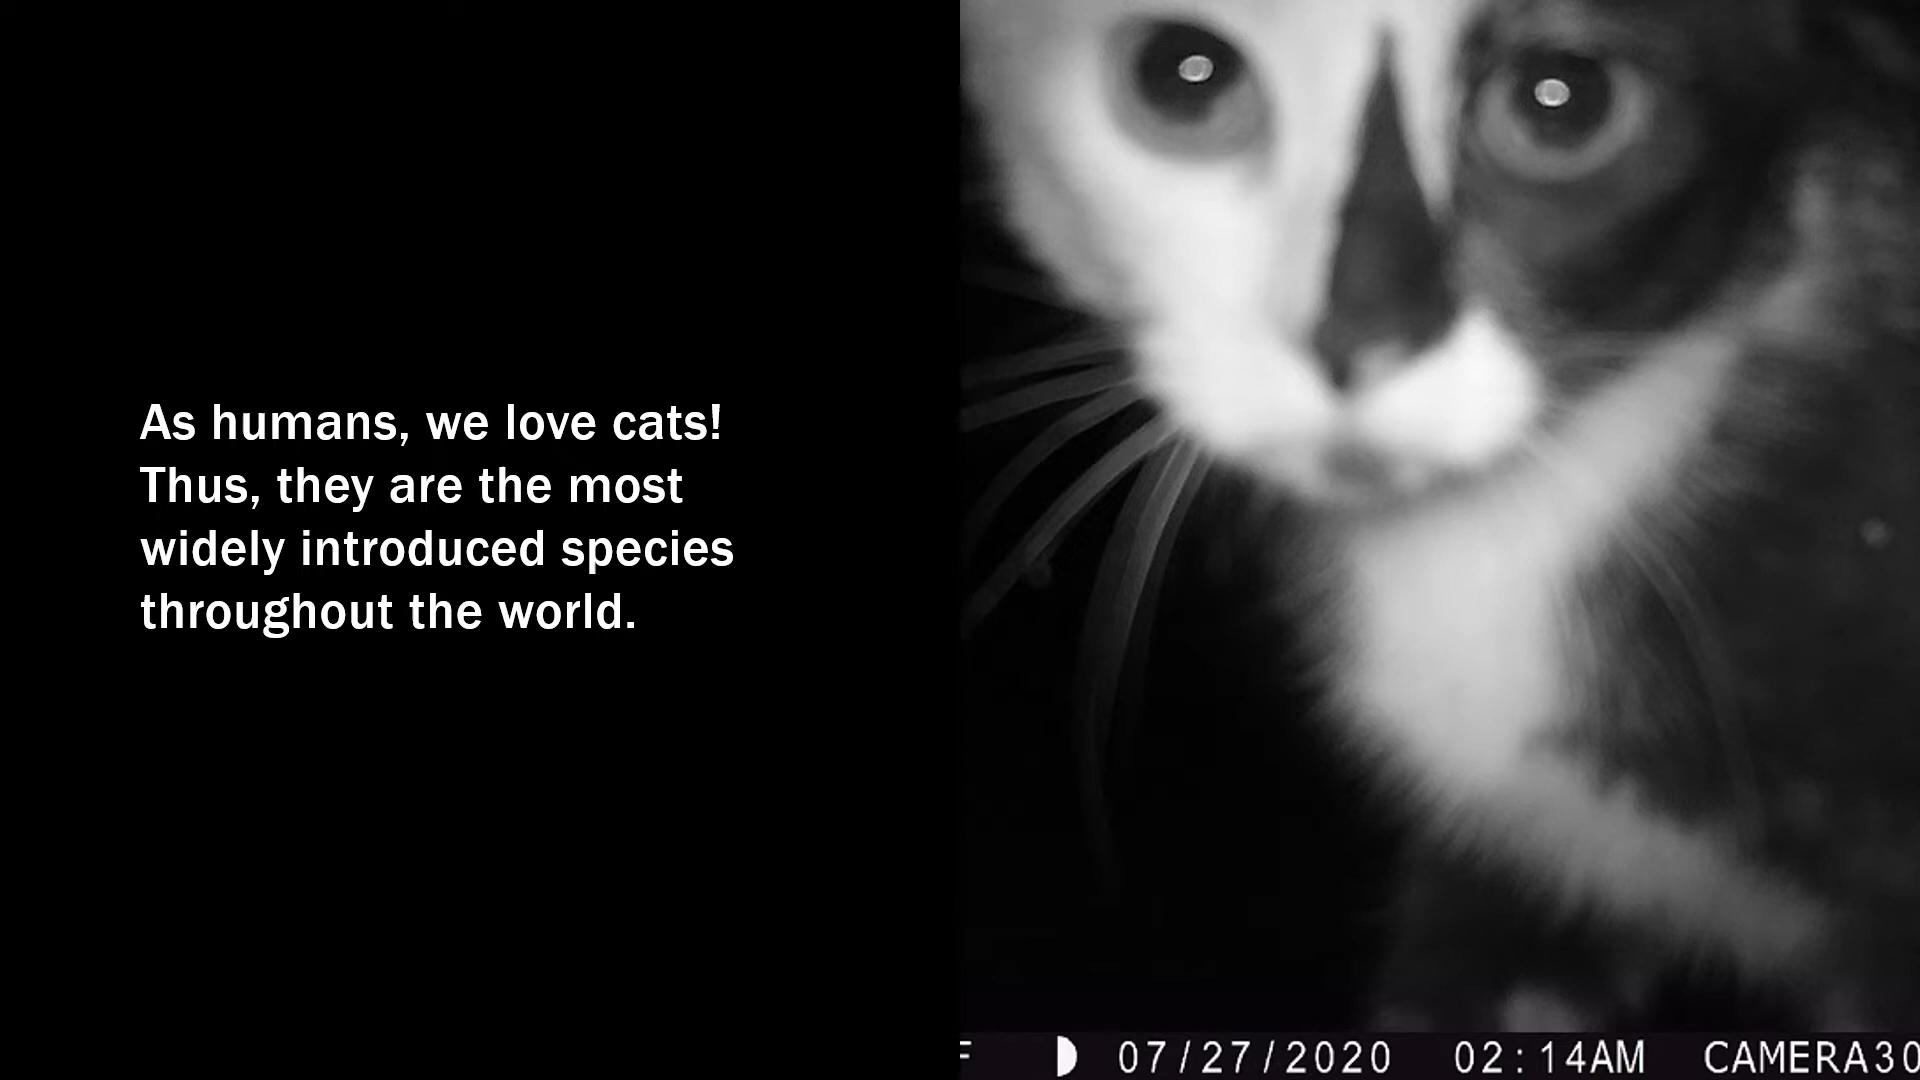 As humans, we love cats!
Thus, they are the most
widely introduced species
throughout the world.
F 07/27/2020 02:14AM CAMERA30